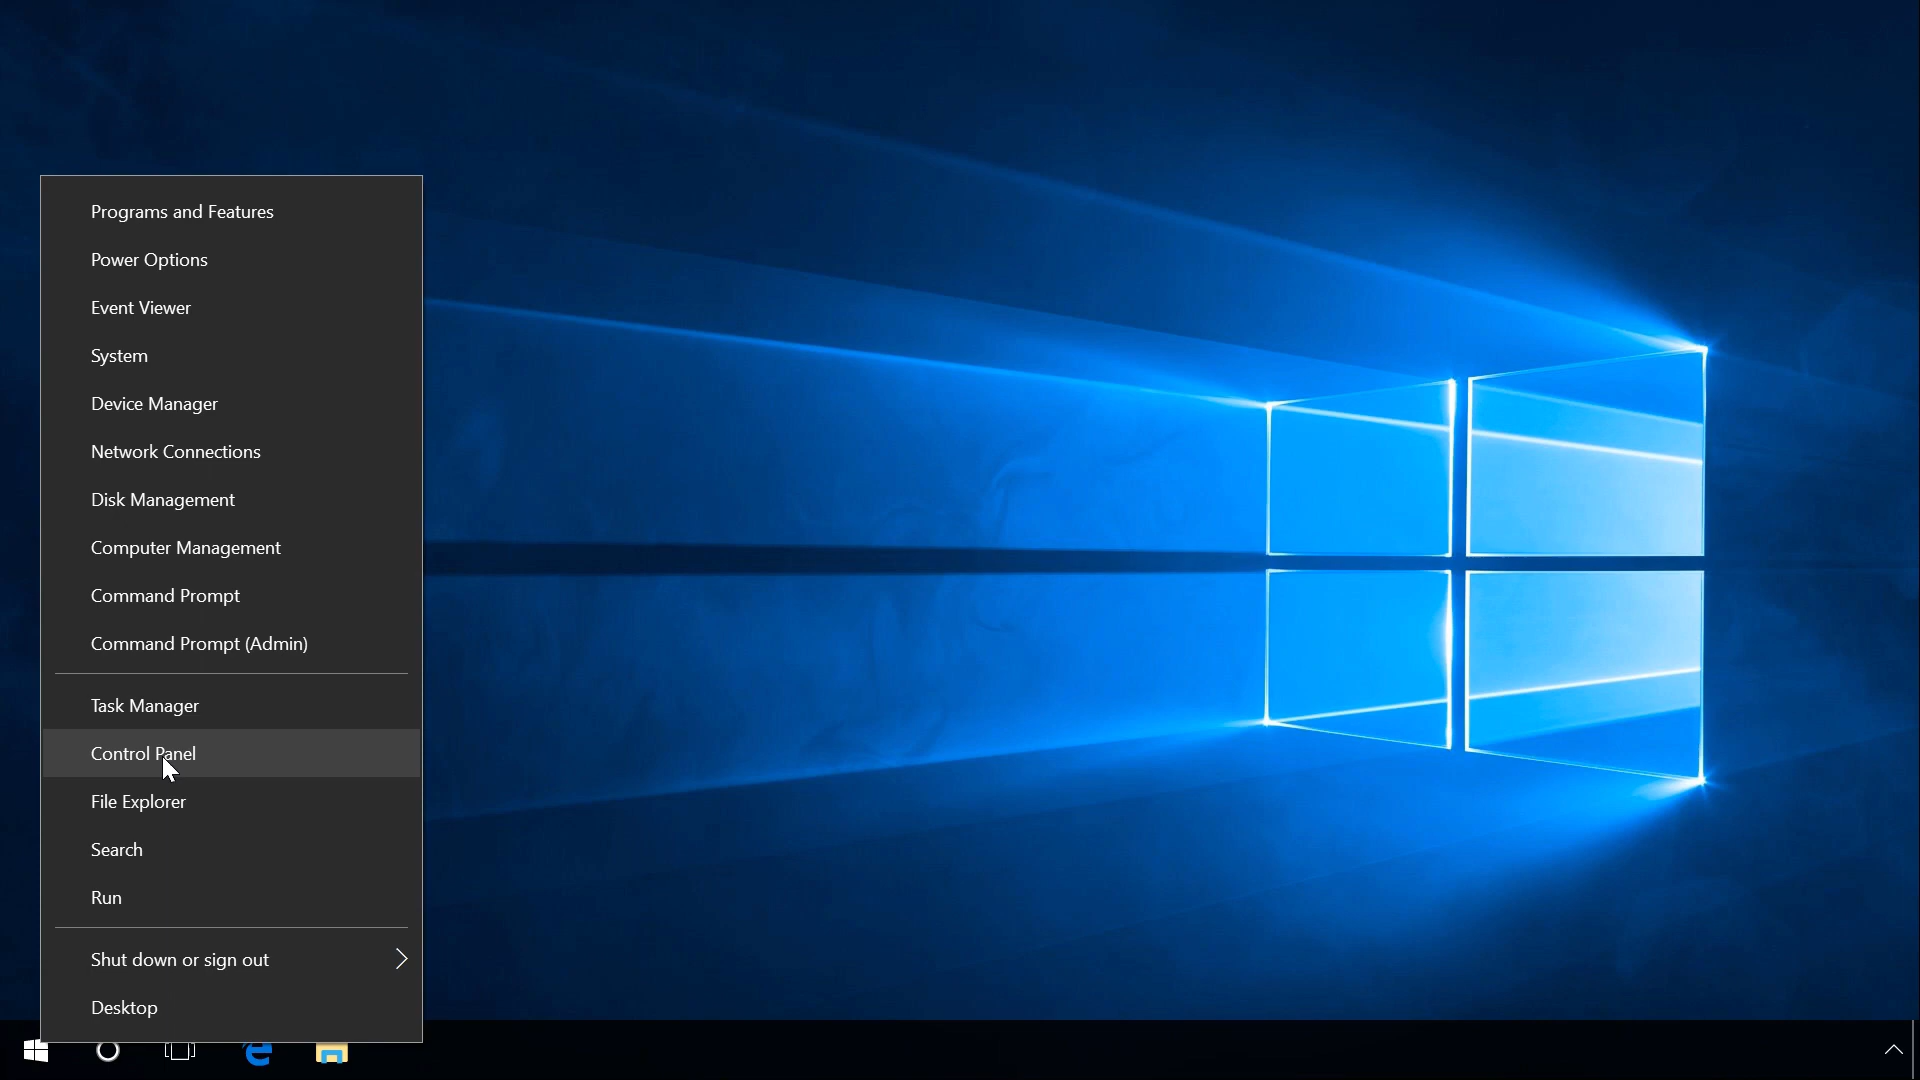 Programs and Features
Power Options
Event Viewer
System
Device Manager
Network Connections
Disk Management
Computer Management
Command Prompt
Command Prompt (Admin)
Task Manager
Control Panel
File Explorer
Search
Run
Shut down or sign out
Desktop